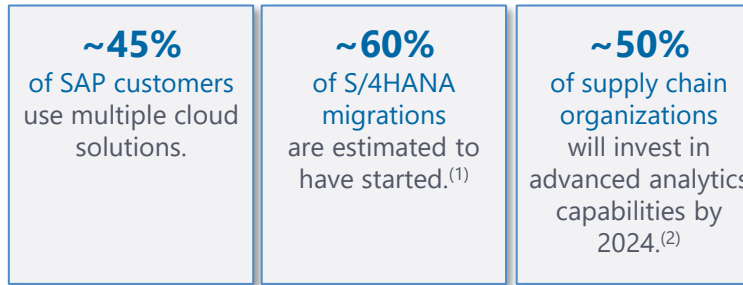 ~45%
of SAP customers
use multiple cloud
solutions.
~60%
of S/4HANA
migrations
are estimated to
have started.(1)
~50%
of supply chain
organizations
will invest in
advanced analytics
capabilities by
2024.(2)